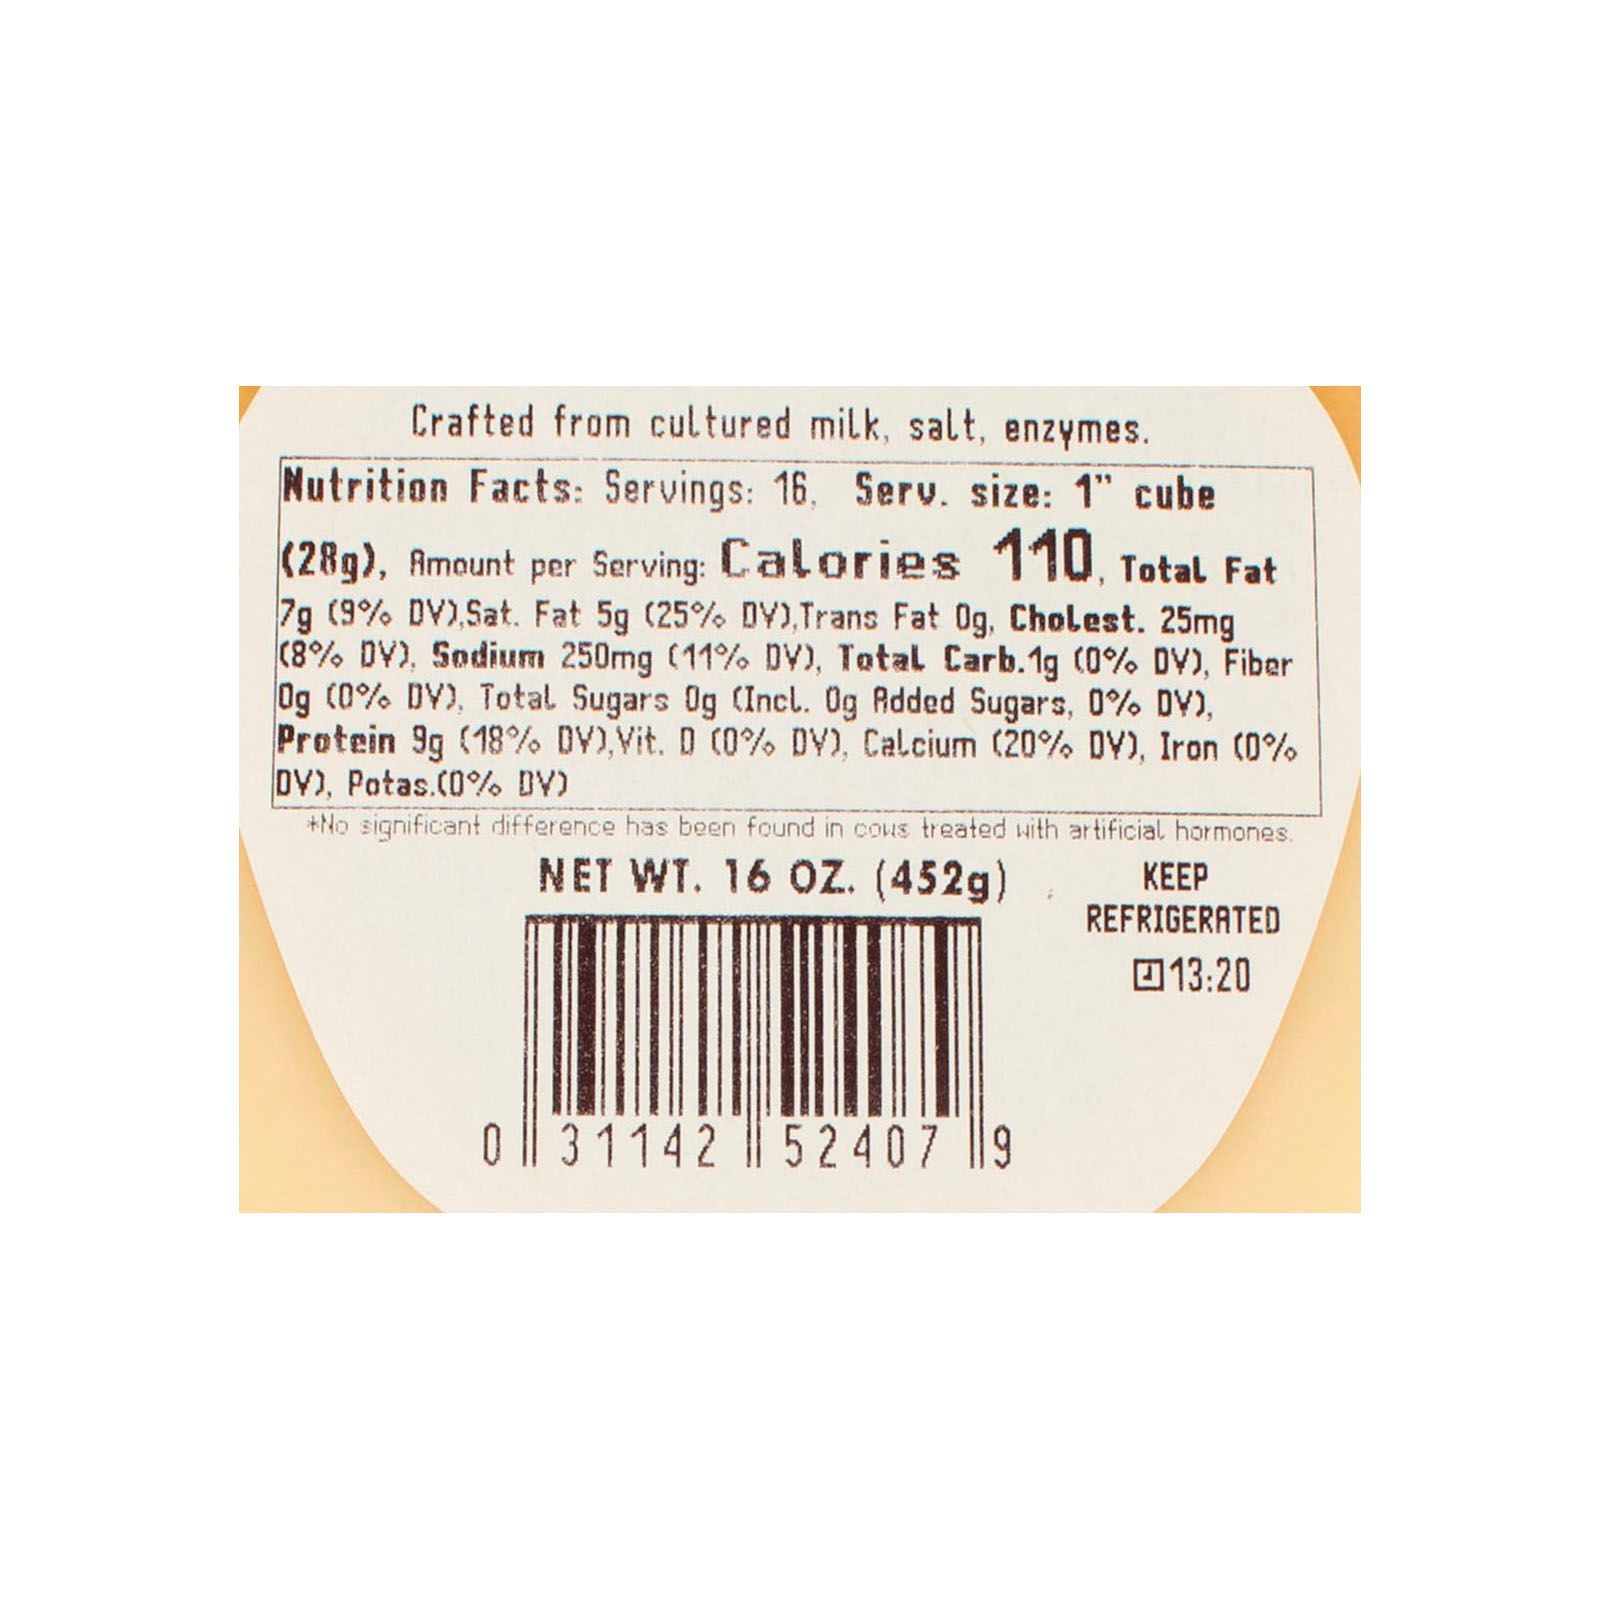 Crafted from cultured milk, salt, enzymes.
Nutrition Facts: Servings: 16, Serv. size: 1" cube
(28g), Amount per Serving: Calories 110, Total Fat
7g (9% DV),Sat. Fat 5g (25% DV),Trans Fat 0g, Cholest. 25mg
(8% DV), Sodium 250mg (11% DV), Total Carb.1g (0% DV), Fiber
0g (0% DV), Total Sugars 0g (Incl. 0g Added Sugars, 0% DV),
Protein 9g (18% DV),Vit. D (0% DV), Calcium (20% DV), Iron (0%
DV), Potas.(0% DV)
*No significant difference has been found in cows treated with artificial hormones.
NET WT. 16 OZ. (452g)
KEEP
REFRIGERATED
13:20
0 31142 52407 9